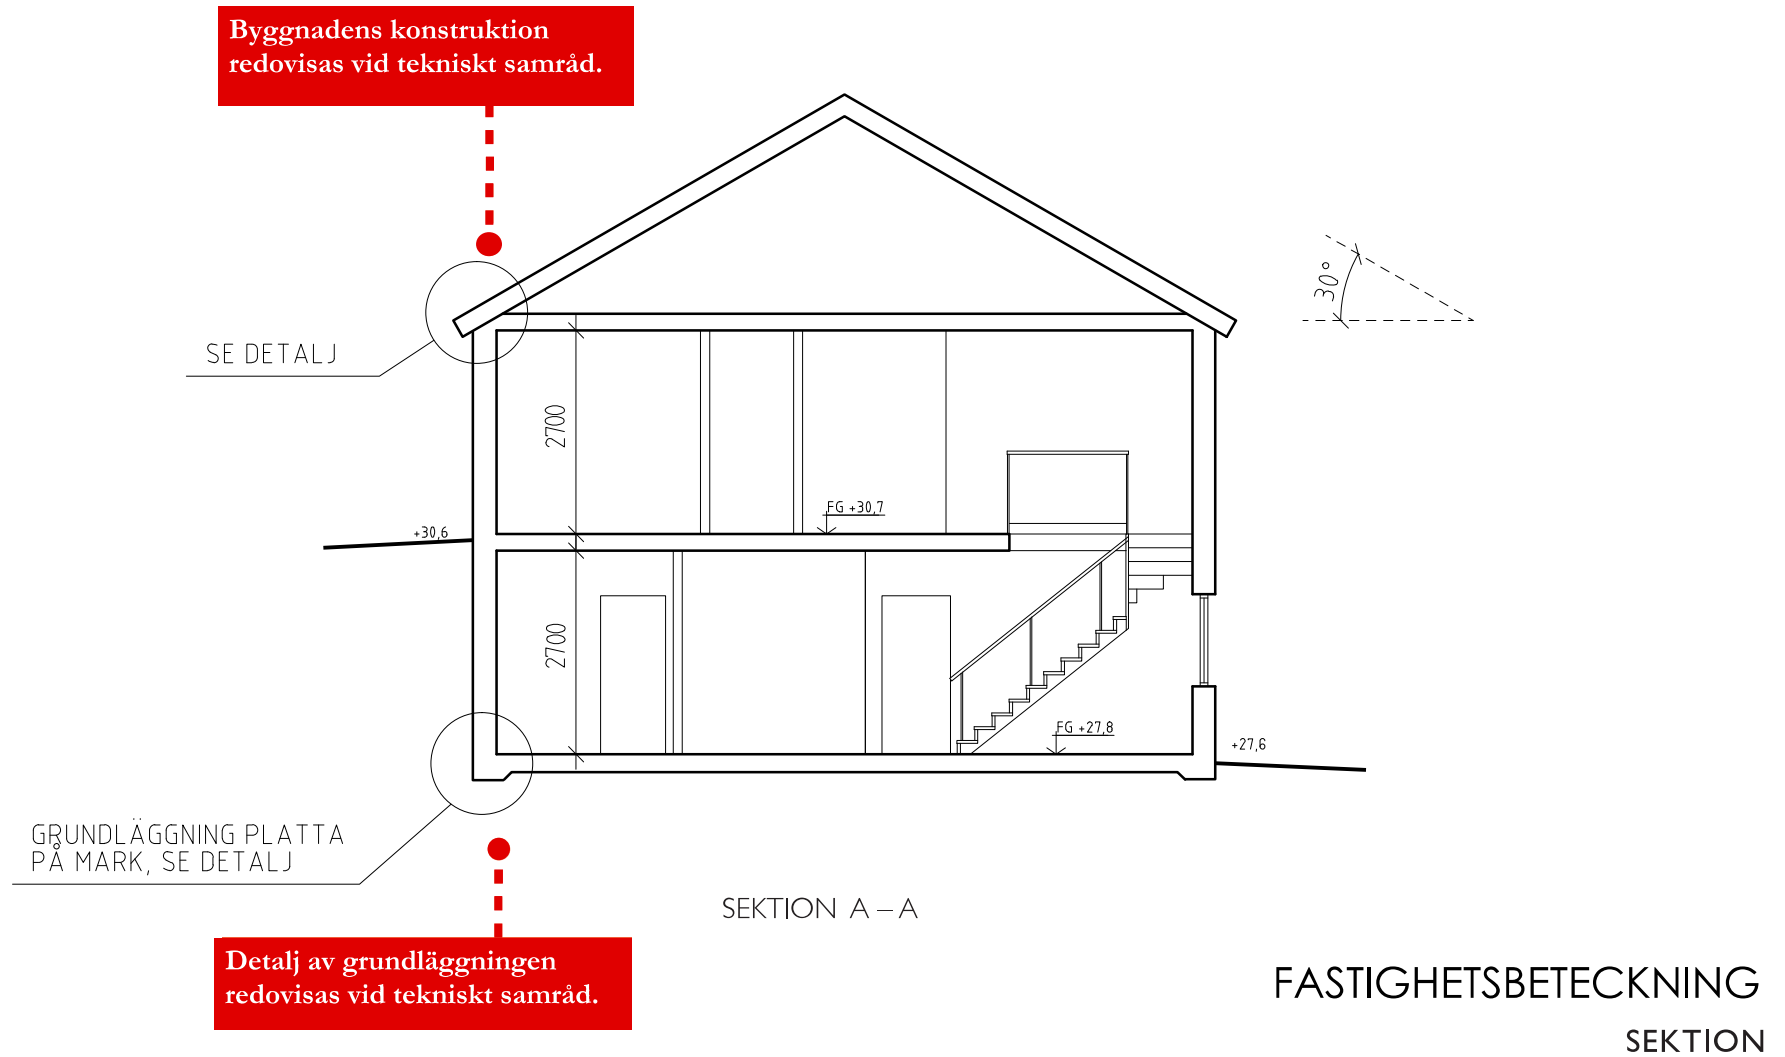 Byggnadens konstruktion
redovisas vid tekniskt samråd.
30°
SE DETALJ
2700
FG +30,7
+30,6
2700
FG +27,8
+27,6
GRUNDLÄGGNING PLATTA
PÅ MARK, SE DETALJ
SEKTION A – A
Detalj av grundläggningen
redovisas vid tekniskt samråd.
FASTIGHETSBETECKNING
SEKTION